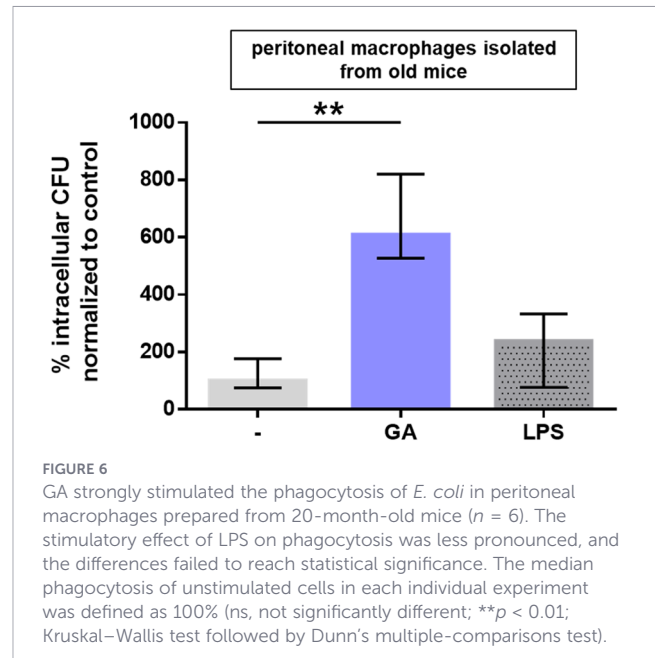 peritoneal macrophages isolated
from old mice
**
1000
800
600
400
200
0
% intracellular CFU
normalized to control
-
GA
LPS
FIGURE 6
GA strongly stimulated the phagocytosis of E. coli in peritoneal
macrophages prepared from 20-month-old mice (n = 6). The
stimulatory effect of LPS on phagocytosis was less pronounced, and
the differences failed to reach statistical significance. The median
phagocytosis of unstimulated cells in each individual experiment
was defined as 100% (ns, not significantly different; **p < 0.01;
Kruskal–Wallis test followed by Dunn’s multiple-comparisons test).